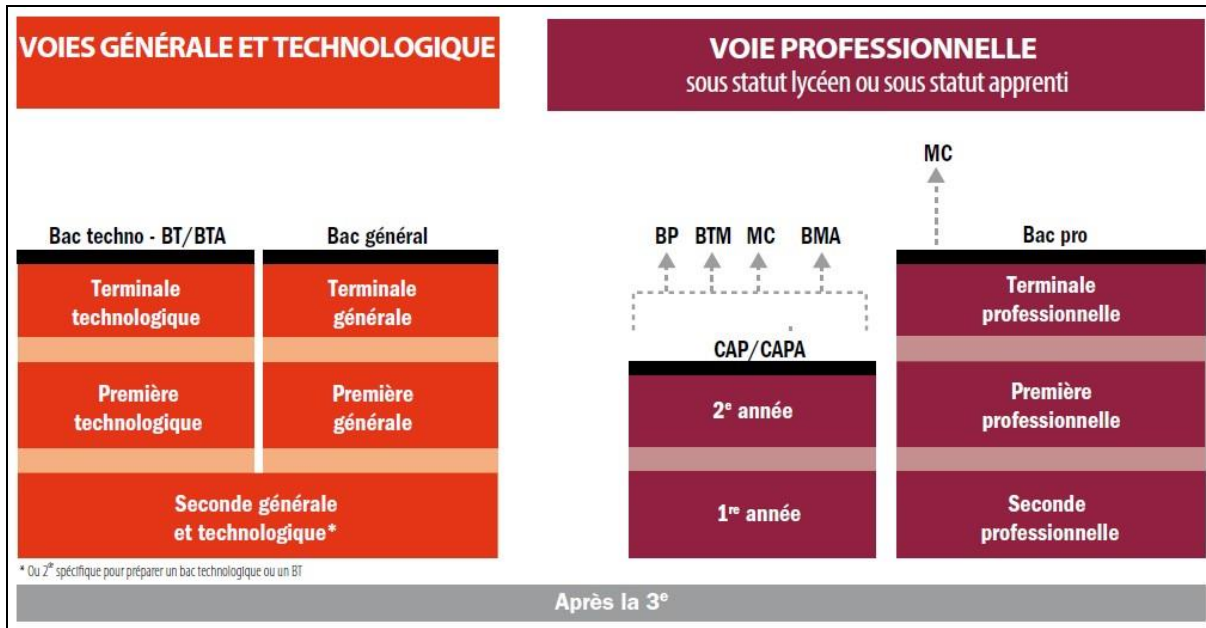 VOIES GÉNÉRALE ET TECHNOLOGIQUE
VOIE PROFESSIONNELLE
sous statut lycéen ou sous statut apprenti
MC
Bac techno - BT/BTA
Bac général
BP
BTM
MC
BMA
Bac pro
Terminale
technologique
Terminale
générale
Terminale
professionnelle
CAP/CAPA
Première
technologique
Première
générale
2e année
Première
professionnelle
Seconde générale
et technologique*
1re année
Seconde
professionnelle
* Ou 2de spécifique pour préparer un bac technologique ou un BT
Après la 3e